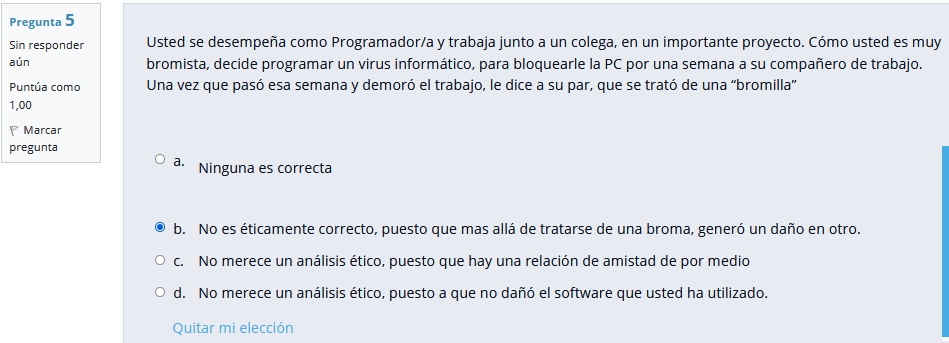 Pregunta 5
Sin responder
aún
Puntúa como
1,00
Marcar
pregunta
Usted se desempeña como Programador/a y trabaja junto a un colega, en un importante proyecto. Cómo usted es muy
bromista, decide programar un virus informático, para bloquearle la PC por una semana a su compañero de trabajo.
Una vez que pasó esa semana y demoró el trabajo, le dice a su par, que se trató de una “bromilla”
a. Ninguna es correcta
b. No es éticamente correcto, puesto que mas allá de tratarse de una broma, generó un daño en otro.
c. No merece un análisis ético, puesto que hay una relación de amistad de por medio
d. No merece un análisis ético, puesto a que no dañó el software que usted ha utilizado.
Quitar mi elección